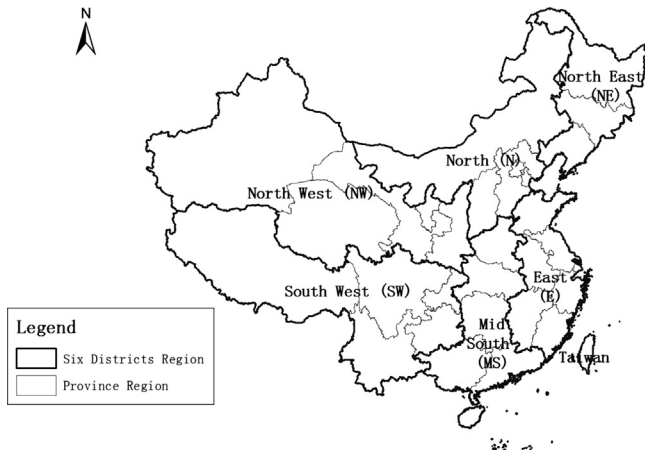 N
North East
(NE)
North (N)
North West (NW)
South West (SW)
East
(E)
Mid
South
(MS)
Taiwan
Legend
Six Districts Region
Province Region